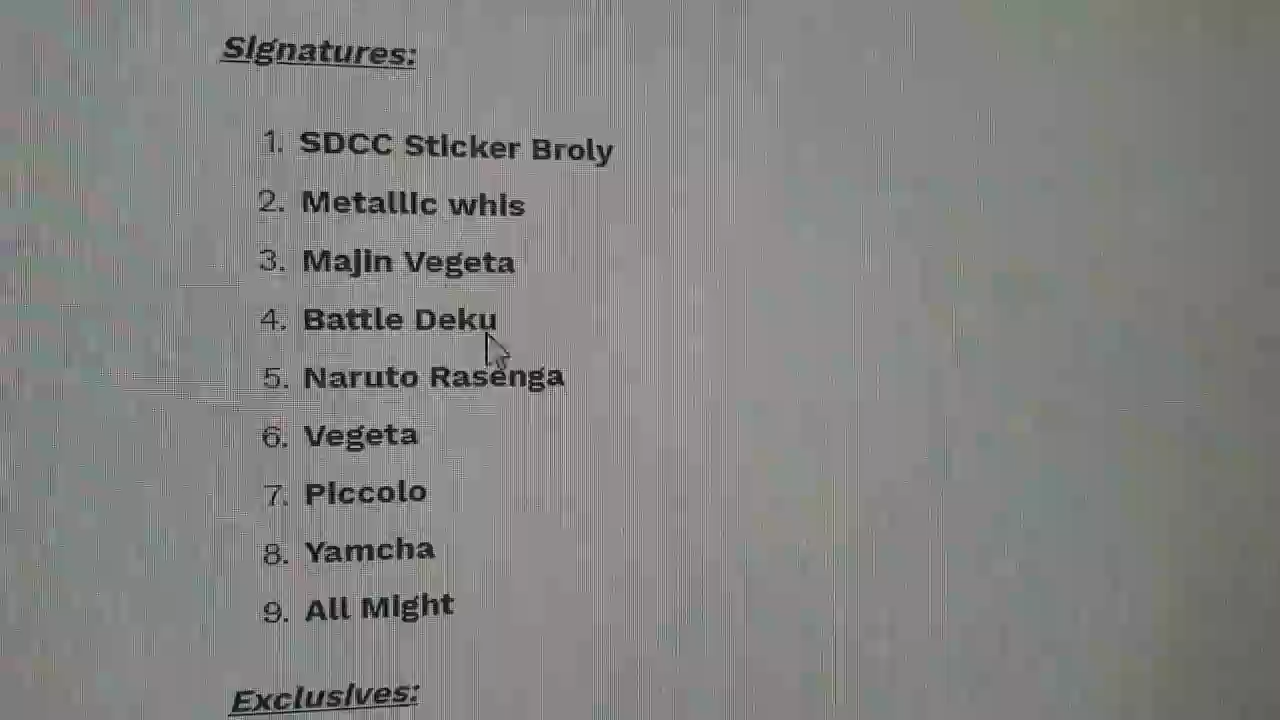 Signatures:
1. SDCC Sticker Broly
2. Metallic whis
3. Majin Vegeta
4. Battle Deku
5. Naruto Rasenga
6. Vegeta
7. Piccolo
8. Yamcha
9. All Might
Exclusives: